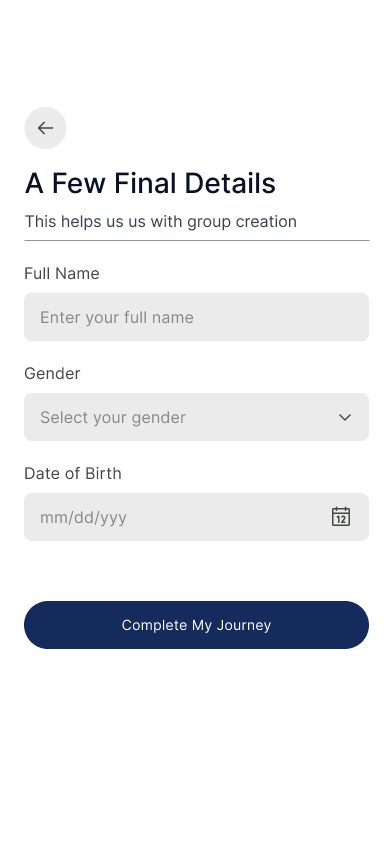 A Few Final Details
This helps us us with group creation
Full Name
Enter your full name
Gender
Select your gender
Date of Birth
mm/dd/yyy
12
Complete My Journey